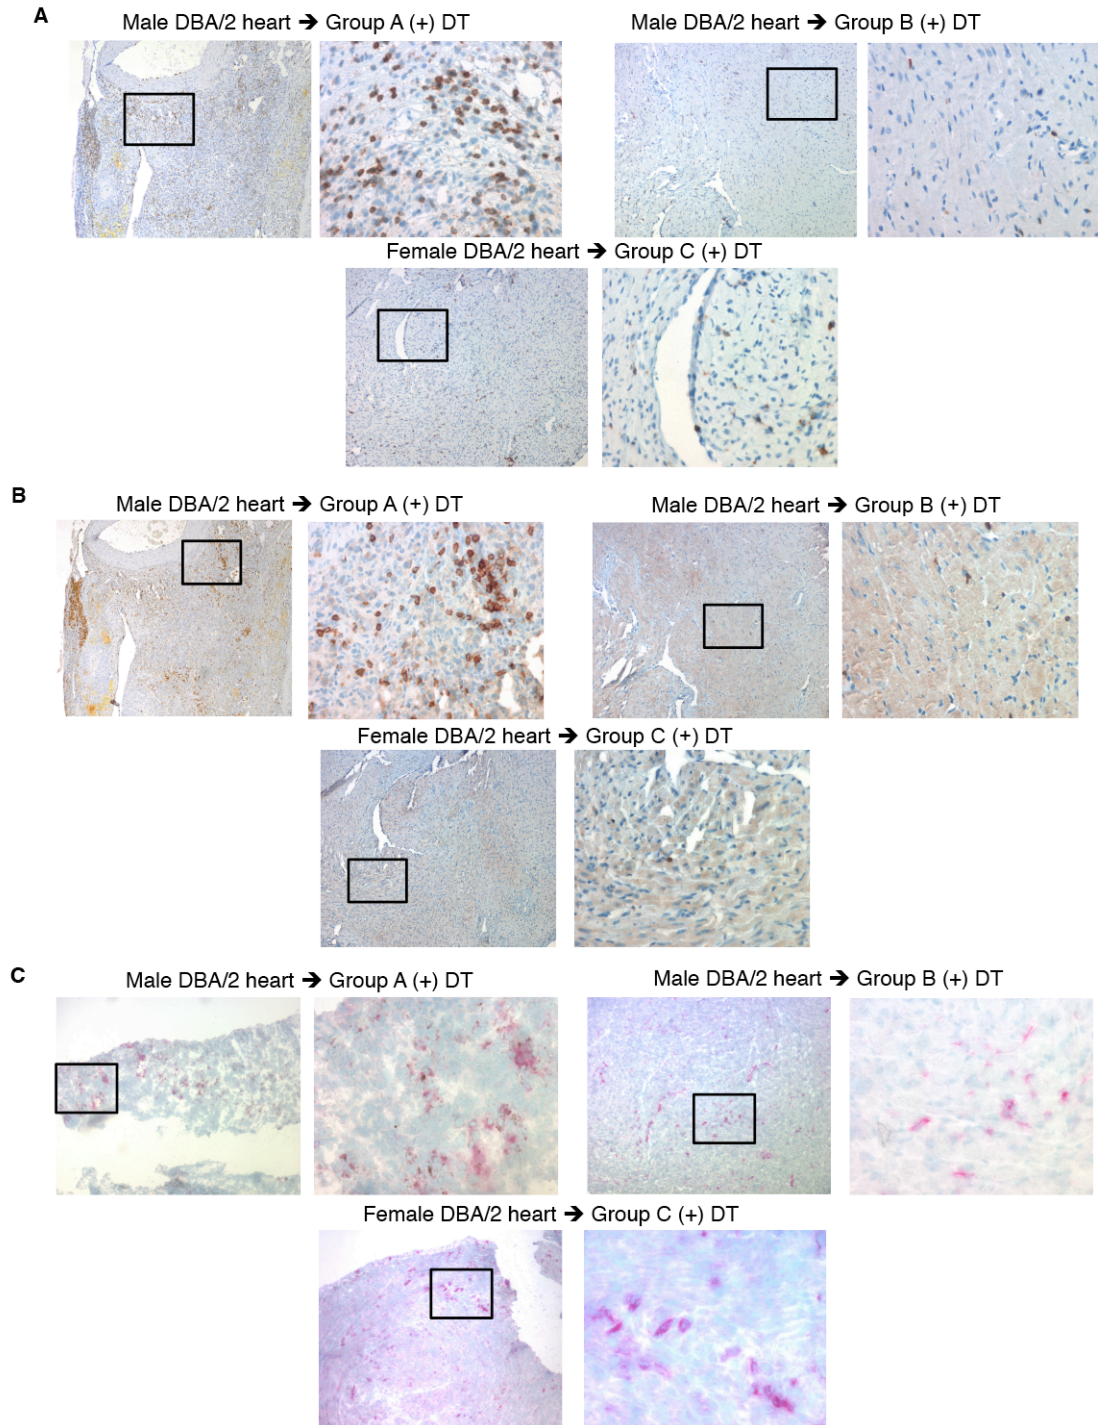 A
Male DBA/2 heart ➔ Group A (+) DT
Male DBA/2 heart ➔ Group B (+) DT
Female DBA/2 heart ➔ Group C (+) DT
B
Male DBA/2 heart ➔ Group A (+) DT
Male DBA/2 heart ➔ Group B (+) DT
Female DBA/2 heart ➔ Group C (+) DT
C
Male DBA/2 heart ➔ Group A (+) DT
Male DBA/2 heart ➔ Group B (+) DT
Female DBA/2 heart ➔ Group C (+) DT